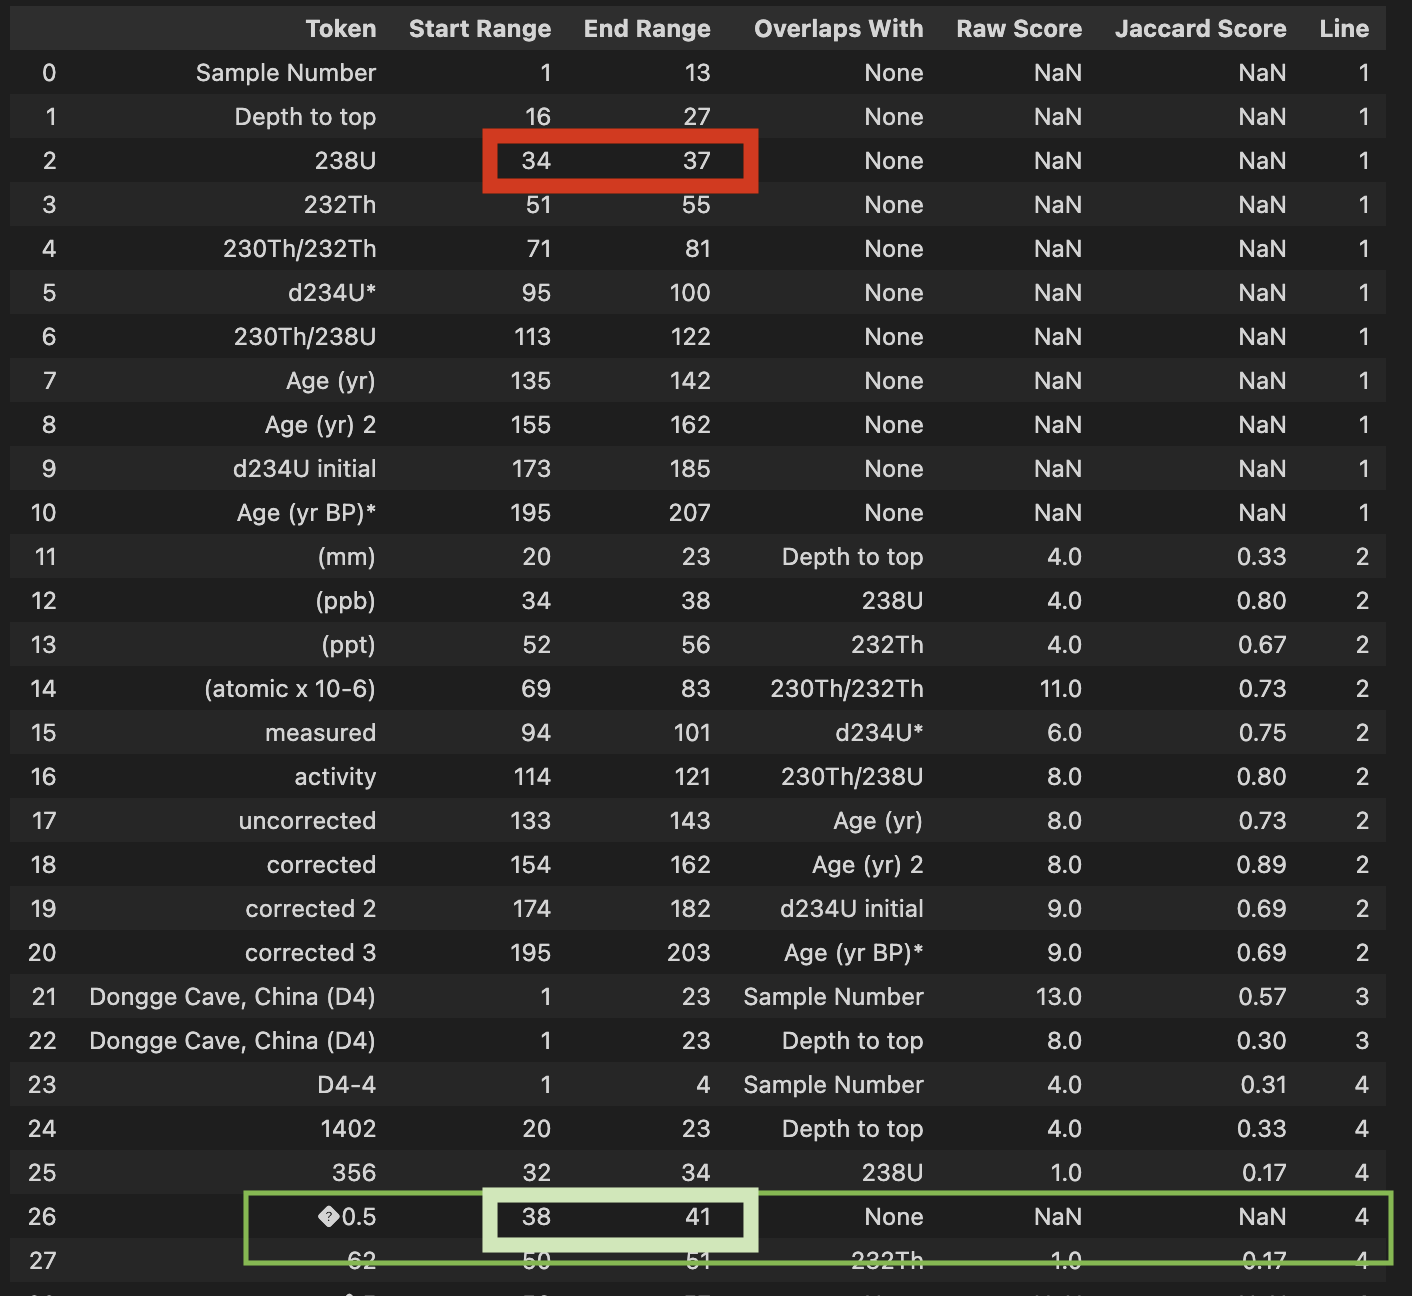 Token Start Range End Range Overlaps With Raw Score Jaccard Score Line
0 Sample Number 1 13 None NaN NaN 1
1 Depth to top 16 27 None NaN NaN 1
2 238U 34 37 None NaN NaN 1
3 232Th 51 55 None NaN NaN 1
4 230Th/232Th 71 81 None NaN NaN 1
5 d234U* 95 100 None NaN NaN 1
6 230Th/238U 113 122 None NaN NaN 1
7 Age (yr) 135 142 None NaN NaN 1
8 Age (yr) 2 155 162 None NaN NaN 1
9 d234U initial 173 185 None NaN NaN 1
10 Age (yr BP)* 195 207 None NaN NaN 1
11 (mm) 20 23 Depth to top 4.0 0.33 2
12 (ppb) 34 38 238U 4.0 0.80 2
13 (ppt) 52 56 232Th 4.0 0.67 2
14 (atomic x 10-6) 69 83 230Th/232Th 11.0 0.73 2
15 measured 94 101 d234U* 6.0 0.75 2
16 activity 114 121 230Th/238U 8.0 0.80 2
17 uncorrected 133 143 Age (yr) 8.0 0.73 2
18 corrected 154 162 Age (yr) 2 8.0 0.89 2
19 corrected 2 174 182 d234U initial 9.0 0.69 2
20 corrected 3 195 203 Age (yr BP)* 9.0 0.69 2
21 Dongge Cave, China (D4) 1 23 Sample Number 13.0 0.57 3
22 Dongge Cave, China (D4) 1 23 Depth to top 8.0 0.30 3
23 D4-4 1 4 Sample Number 4.0 0.31 4
24 1402 20 23 Depth to top 4.0 0.33 4
25 356 32 34 238U 1.0 0.17 4
26 �0.5 38 41 None NaN NaN 4
27 62 50 51 232Th 1.0 0.17 4